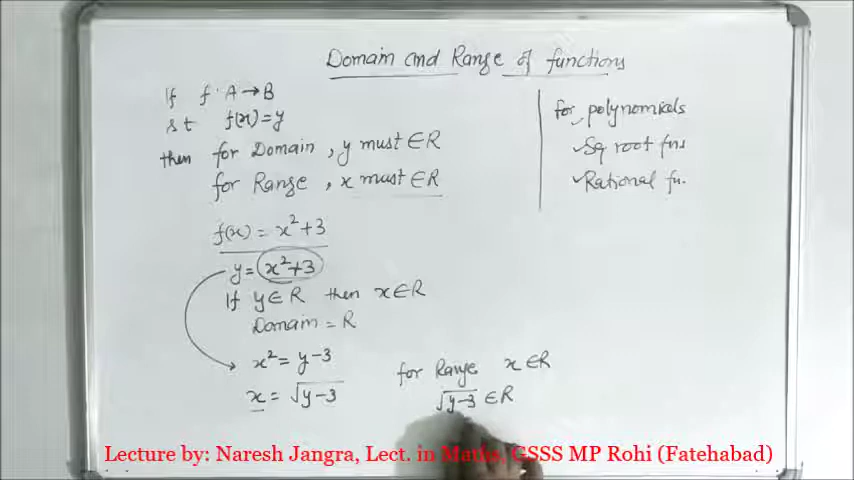 Domain and Range of functions
If f: A → B
st f(x) = y
then for Domain, y must ∈ R
for Range, x must ∈ R
f(x) = x² + 3
y = x² + 3
If y ∈ R then x ∈ R
Domain = R
x² = y - 3
x = √y-3
for polynomials
✓Sq root fns
✓Rational fn.
for Range x ∈ R
√y-3 ∈ R
Lecture by: Naresh Jangra, Lect. in Maths, GSSS MP Rohi (Fatehabad)